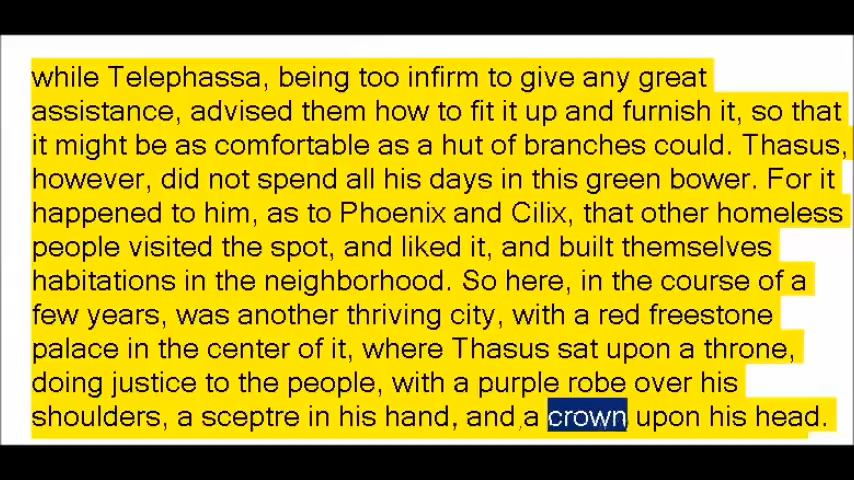 while Telephassa, being too infirm to give any great
assistance, advised them how to fit it up and furnish it, so that
it might be as comfortable as a hut of branches could. Thasus,
however, did not spend all his days in this green bower. For it
happened to him, as to Phoenix and Cilix, that other homeless
people visited the spot, and liked it, and built themselves
habitations in the neighborhood. So here, in the course of a
few years, was another thriving city, with a red freestone
palace in the center of it, where Thasus sat upon a throne,
doing justice to the people, with a purple robe over his
shoulders, a sceptre in his hand, and a crown upon his head.